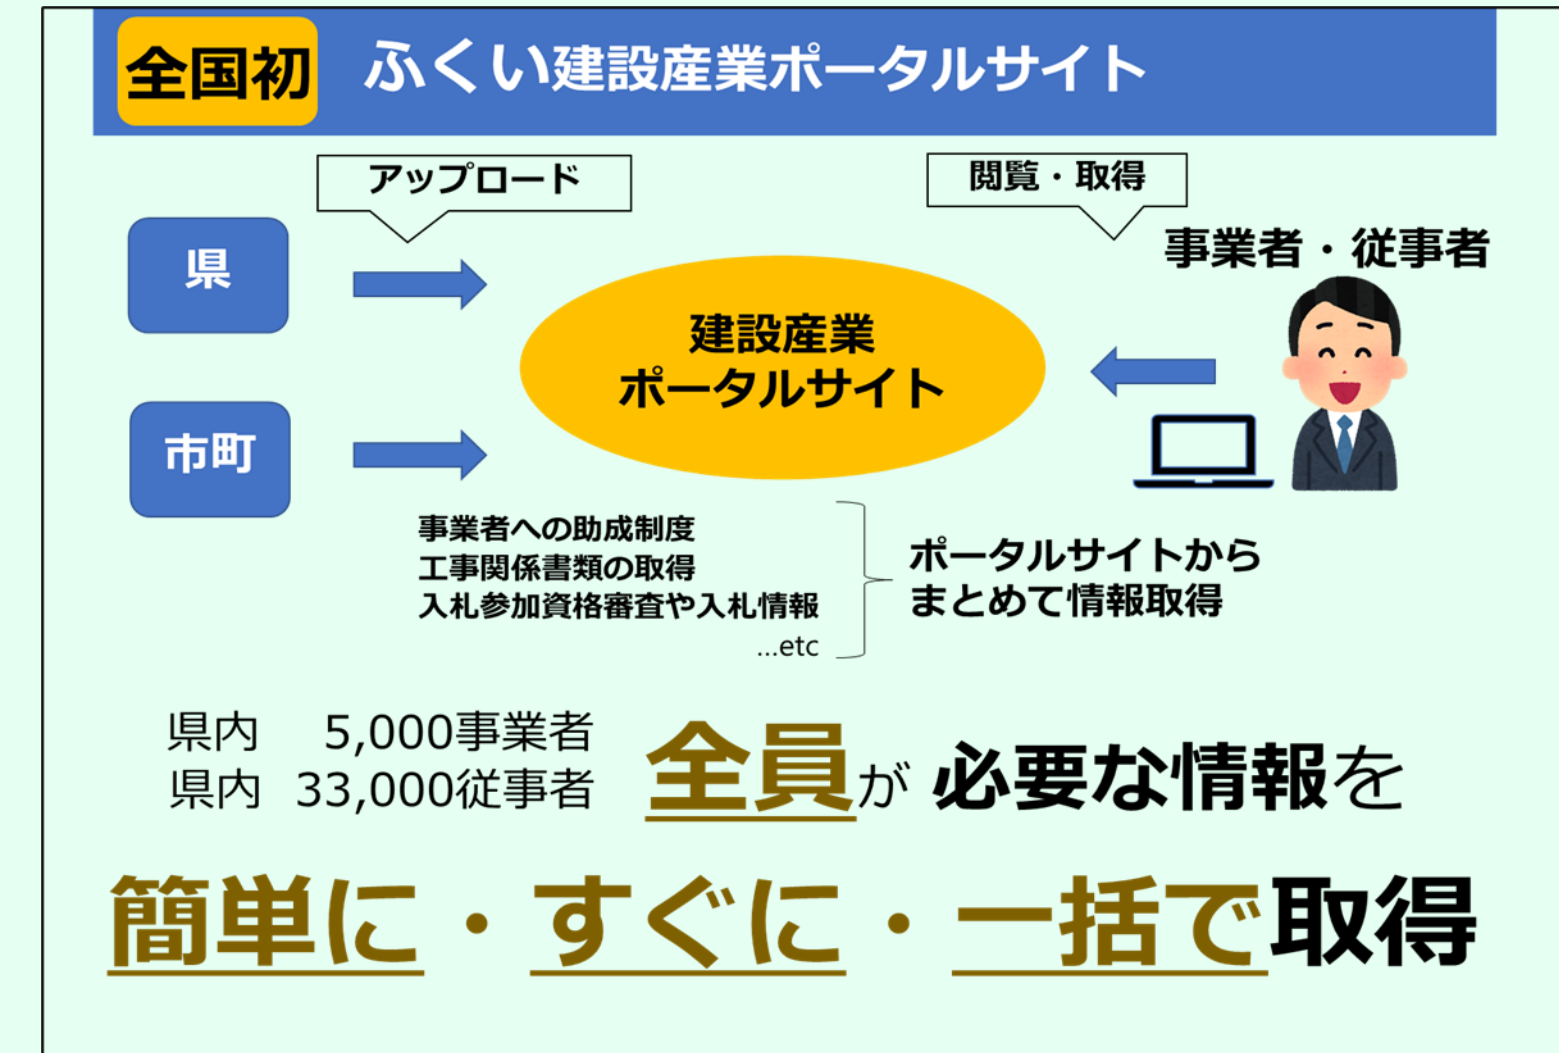 全国初 ふくい建設産業ポータルサイト
アップロード
閲覧・取得
県
事業者・従事者
建設産業
ポータルサイト
市町
事業者への助成制度
工事関係書類の取得
入札参加資格審査や入札情報
...etc
ポータルサイトから
まとめて情報取得
県内 5,000事業者
県内 33,000従事者
全員が 必要な情報を
簡単に・すぐに・一括で取得